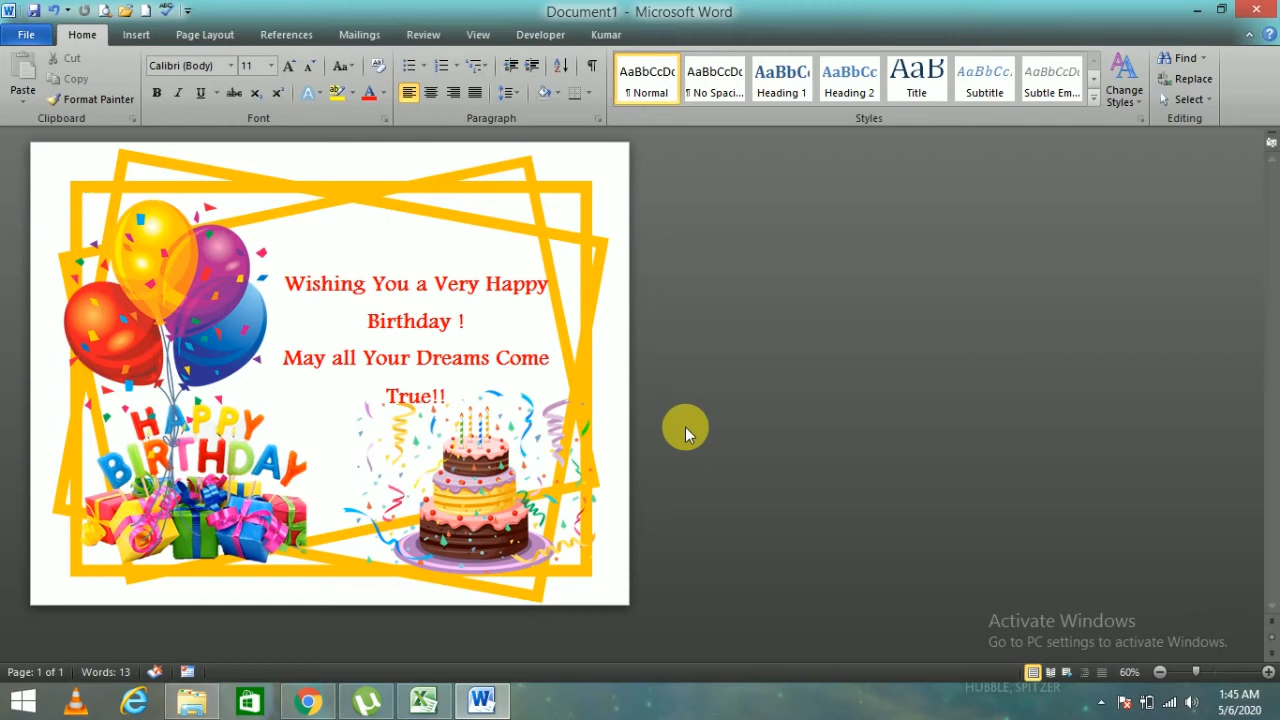 Document1 - Microsoft Word
File Home Insert Page Layout References Mailings Review View Developer Kumar
Paste
Cut
Copy
Format Painter
Clipboard
Calibri (Body) 11
Font
Paragraph
AaBbCcDc AaBbCcDc AaBbC AaBbCc AaB AaBbCc. AaBbCcDc
¶ Normal ¶ No Spaci... Heading 1 Heading 2 Title Subtitle Subtle Em...
Change
Styles
Styles
Find
Replace
Select
Editing
Wishing You a Very Happy
Birthday !
May all Your Dreams Come
True!!
HAPPY
BIRTHDAY
Activate Windows
Go to PC settings to activate Windows.
Page: 1 of 1 Words: 13 60%
HUBBLE, SPITZER
1:45 AM
5/6/2020